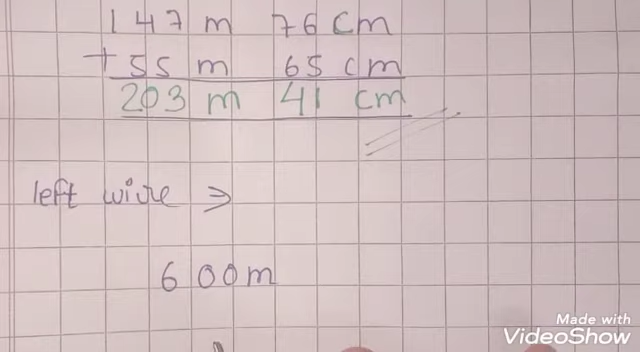 147 m 76 cm
+ 55 m 65 cm
203 m 41 cm
left wire ⇒
600m
Made with
VideoShow